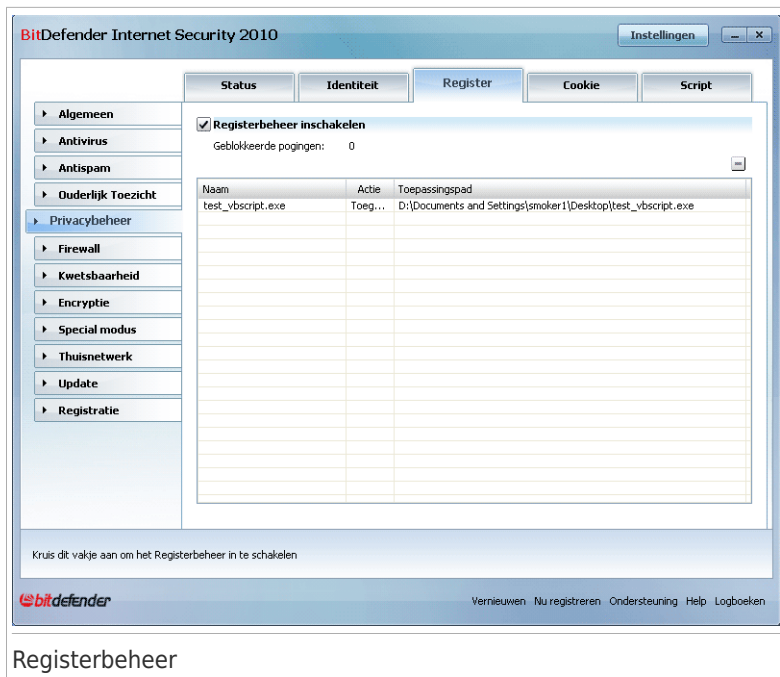 BitDefender Internet Security 2010
Instellingen
Status Identiteit Register Cookie Script
Algemeen
Antivirus
Antispam
Ouderlijk Toezicht
Privacybeheer
Firewall
Kwetsbaarheid
Encryptie
Special modus
Thuisnetwerk
Update
Registratie
Registerbeheer inschakelen
Geblokkeerde pogingen: 0
Naam Actie Toepassingspad
test_vbscript.exe Toeg... D:\Documents and Settings\smoker1\Desktop\test_vbscript.exe
Kruis dit vakje aan om het Registerbeheer in te schakelen
bitdefender
Vernieuwen Nu registreren Ondersteuning Help Logboeken
Registerbeheer